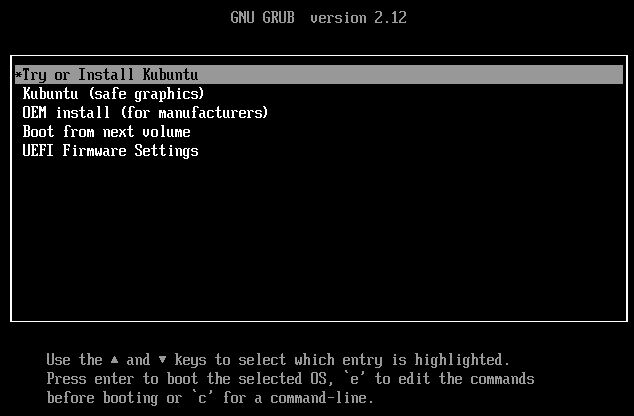 GNU GRUB  version 2.12
*Try or Install Kubuntu
Kubuntu (safe graphics)
OEM install (for manufacturers)
Boot from next volume
UEFI Firmware Settings
Use the ▲ and ▼ keys to select which entry is highlighted.
Press enter to boot the selected OS, `e' to edit the commands
before booting or `c' for a command-line.